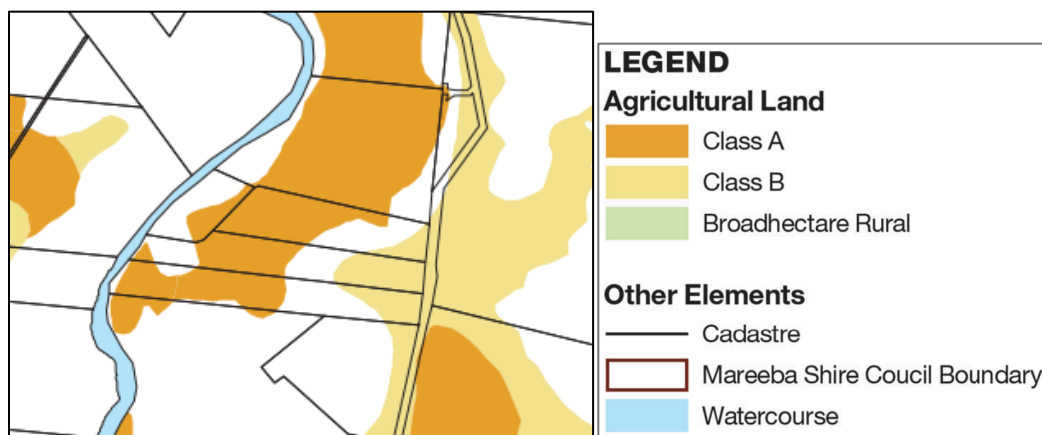 LEGEND
Agricultural Land
Class A
Class B
Broadhectare Rural
Other Elements
Cadastre
Mareeba Shire Coucil Boundary
Watercourse